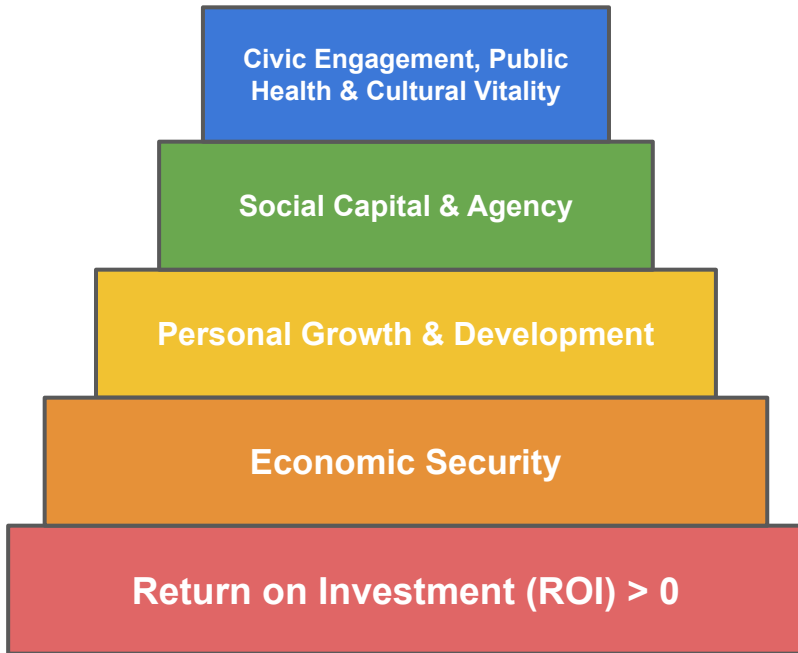 Civic Engagement, Public
Health & Cultural Vitality
Social Capital & Agency
Personal Growth & Development
Economic Security
Return on Investment (ROI) > 0